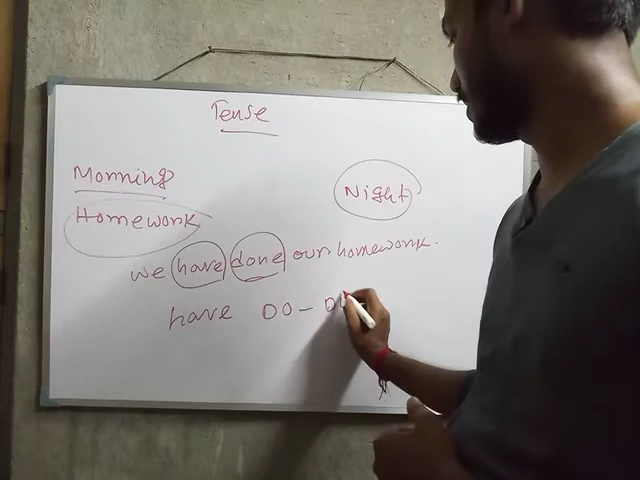 Tense
Morning
Night
Homework
we have done our homework.
have DO - D